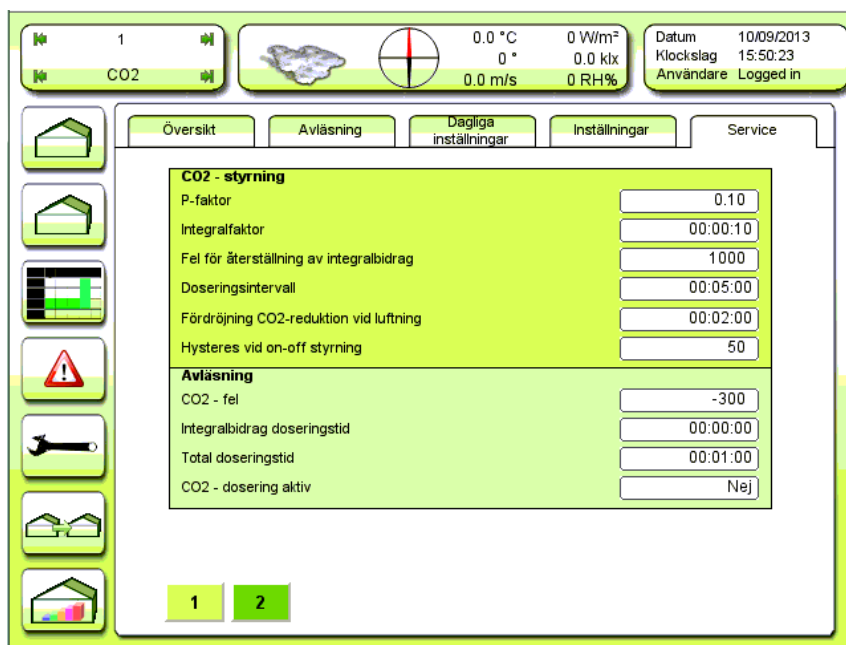 1
CO2
0.0 °C 0 W/m²
0 ° 0.0 klx
0.0 m/s 0 RH%
Datum 10/09/2013
Klockslag 15:50:23
Användare Logged in
Översikt
Avläsning
Dagliga
inställningar
Inställningar
Service
CO2 - styrning
P-faktor 0.10
Integralfaktor 00:00:10
Fel för återställning av integralbidrag 1000
Doseringsintervall 00:05:00
Fördröjning CO2-reduktion vid luftning 00:02:00
Hysteres vid on-off styrning 50
Avläsning
CO2 - fel -300
Integralbidrag doseringstid 00:00:00
Total doseringstid 00:01:00
CO2 - dosering aktiv Nej
1 2